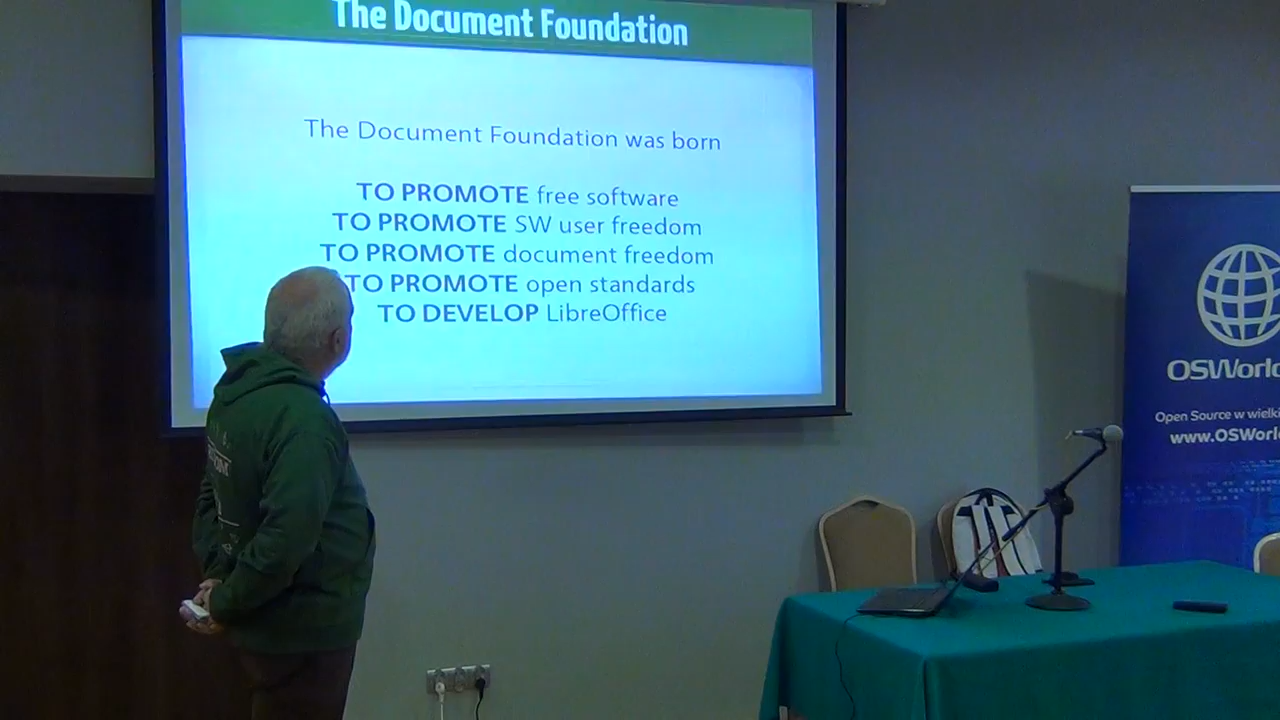 The Document Foundation
The Document Foundation was born
TO PROMOTE free software
TO PROMOTE SW user freedom
TO PROMOTE document freedom
TO PROMOTE open standards
TO DEVELOP LibreOffice
OSWorld
Open Source w wielki
www.OSWorl